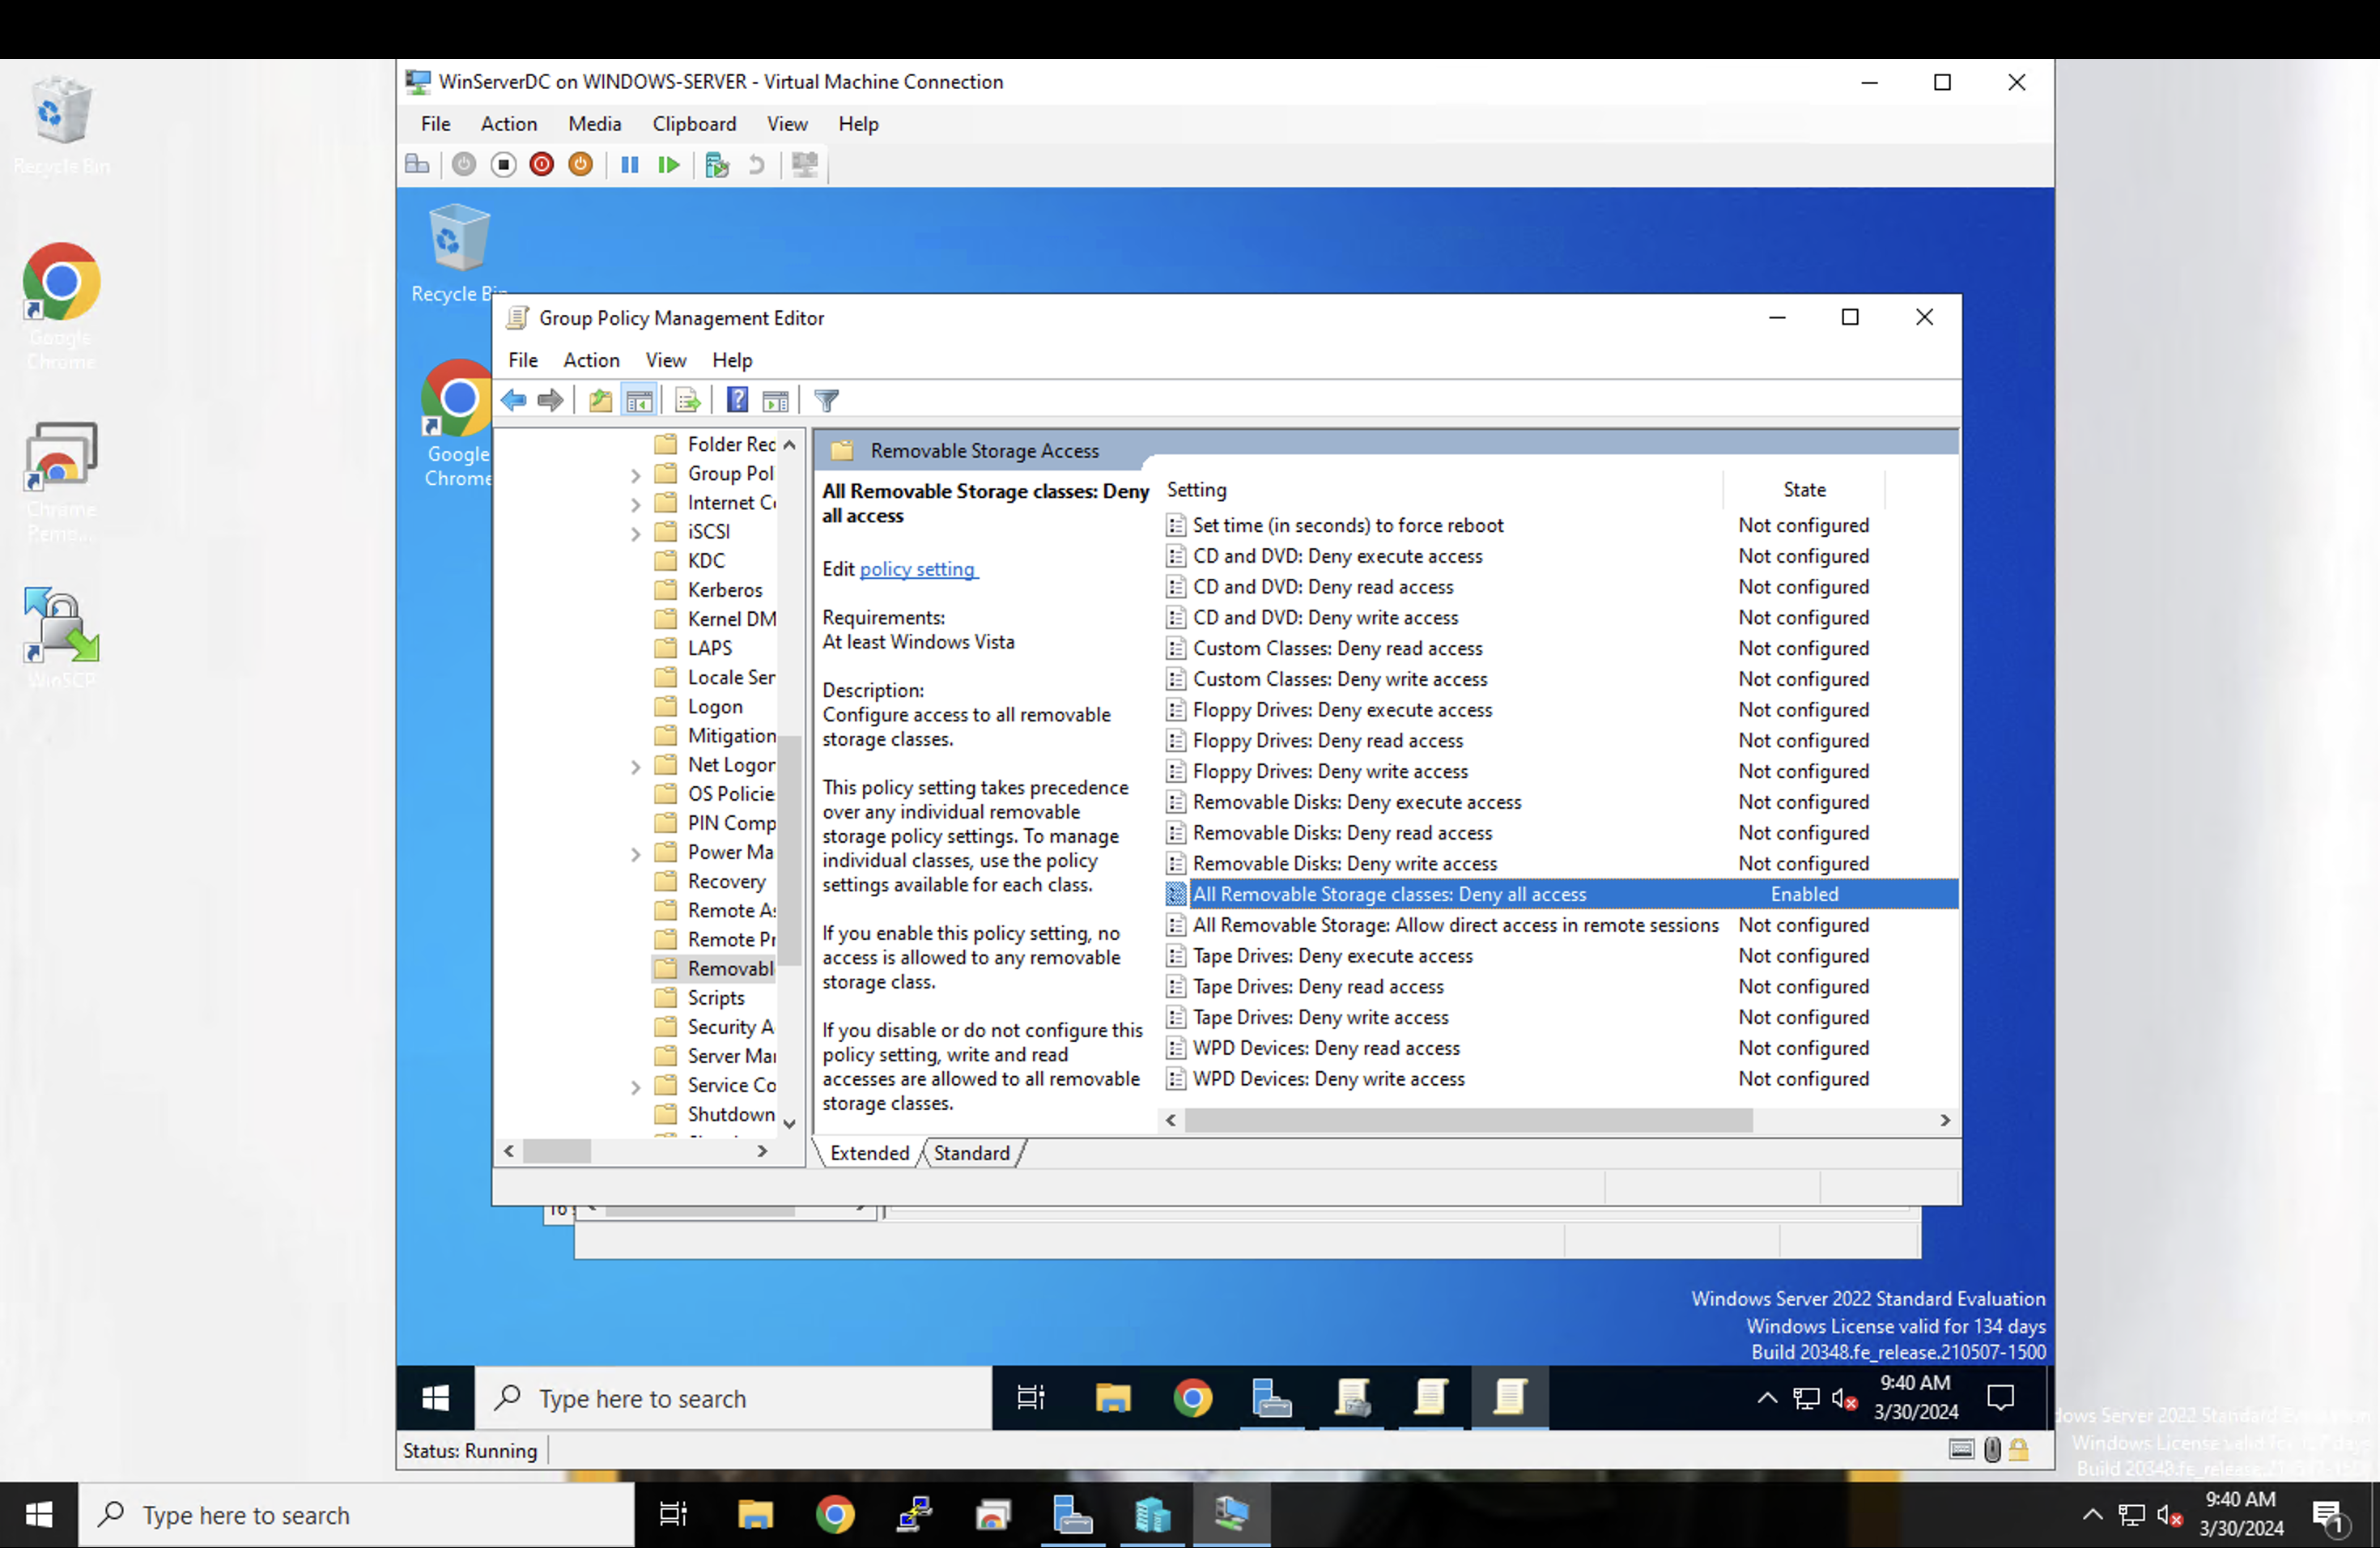 WinServerDC on WINDOWS-SERVER - Virtual Machine Connection
File Action Media Clipboard View Help
Recycle Bin
Google
Chrome
Chrome
Remo...
WinSCP
Recycle Bin
Google
Chrome
Group Policy Management Editor
File Action View Help
Folder Red
Group Pol
Internet C
iSCSI
KDC
Kerberos
Kernel DM
LAPS
Locale Ser
Logon
Mitigation
Net Logon
OS Policie
PIN Comp
Power Ma
Recovery
Remote As
Remote Pr
Removabl
Scripts
Security A
Server Mar
Service Co
Shutdown
Removable Storage Access
All Removable Storage classes: Deny
all access
Edit policy setting
Requirements:
At least Windows Vista
Description:
Configure access to all removable
storage classes.
This policy setting takes precedence
over any individual removable
storage policy settings. To manage
individual classes, use the policy
settings available for each class.
If you enable this policy setting, no
access is allowed to any removable
storage class.
If you disable or do not configure this
policy setting, write and read
accesses are allowed to all removable
storage classes.
Setting State
Set time (in seconds) to force reboot Not configured
CD and DVD: Deny execute access Not configured
CD and DVD: Deny read access Not configured
CD and DVD: Deny write access Not configured
Custom Classes: Deny read access Not configured
Custom Classes: Deny write access Not configured
Floppy Drives: Deny execute access Not configured
Floppy Drives: Deny read access Not configured
Floppy Drives: Deny write access Not configured
Removable Disks: Deny execute access Not configured
Removable Disks: Deny read access Not configured
Removable Disks: Deny write access Not configured
All Removable Storage classes: Deny all access Enabled
All Removable Storage: Allow direct access in remote sessions Not configured
Tape Drives: Deny execute access Not configured
Tape Drives: Deny read access Not configured
Tape Drives: Deny write access Not configured
WPD Devices: Deny read access Not configured
WPD Devices: Deny write access Not configured
Extended Standard
Windows Server 2022 Standard Evaluation
Windows License valid for 134 days
Build 20348.fe_release.210507-1500
Type here to search
9:40 AM
3/30/2024
Status: Running
dows Server 2022 Standard Evaluation
Windows License valid for
Build 20348.fe_release
Type here to search
9:40 AM
3/30/2024
1